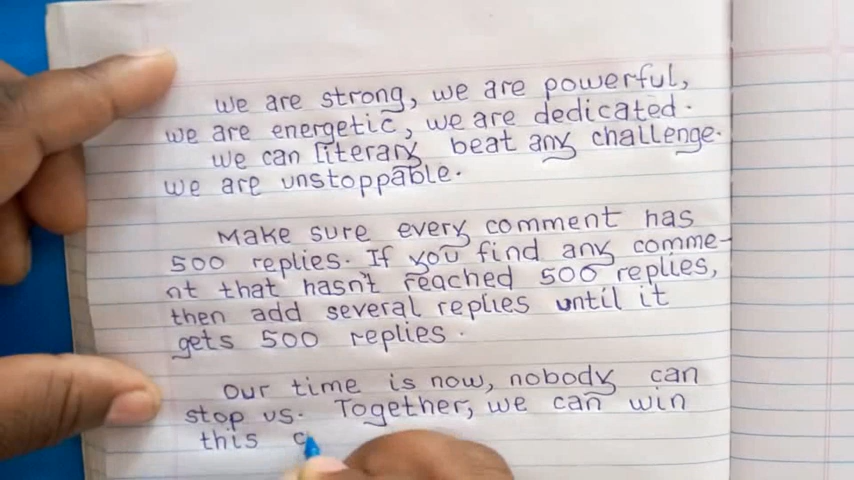 we are strong, we are powerful,
we are energetic, we are dedicated.
we can literary beat any challenge.
we are unstoppable.
Make sure every comment has
500 replies. If you find any comme-
nt that hasn't reached 500 replies,
then add several replies until it
gets 500 replies.
Our time is now, nobody can
stop us. Together, we can win
this c